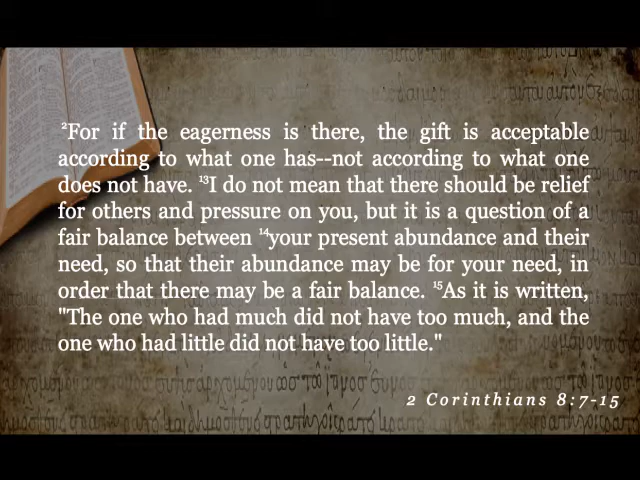 ²For if the eagerness is there, the gift is acceptable
according to what one has--not according to what one
does not have. ¹³I do not mean that there should be relief
for others and pressure on you, but it is a question of a
fair balance between ¹⁴your present abundance and their
need, so that their abundance may be for your need, in
order that there may be a fair balance. ¹⁵As it is written,
"The one who had much did not have too much, and the
one who had little did not have too little."
2 Corinthians 8:7-15